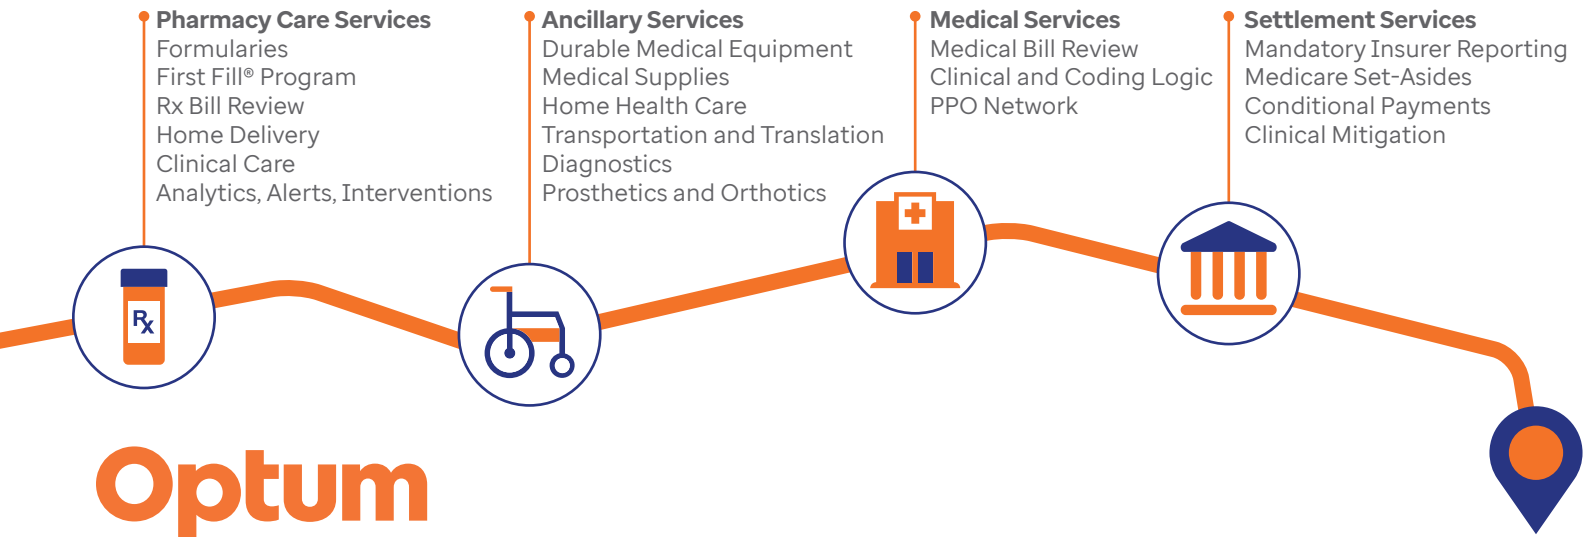 Pharmacy Care Services
Formularies
First Fill® Program
Rx Bill Review
Home Delivery
Clinical Care
Analytics, Alerts, Interventions
Ancillary Services
Durable Medical Equipment
Medical Supplies
Home Health Care
Transportation and Translation
Diagnostics
Prosthetics and Orthotics
Medical Services
Medical Bill Review
Clinical and Coding Logic
PPO Network
Settlement Services
Mandatory Insurer Reporting
Medicare Set-Asides
Conditional Payments
Clinical Mitigation
Rx
Optum